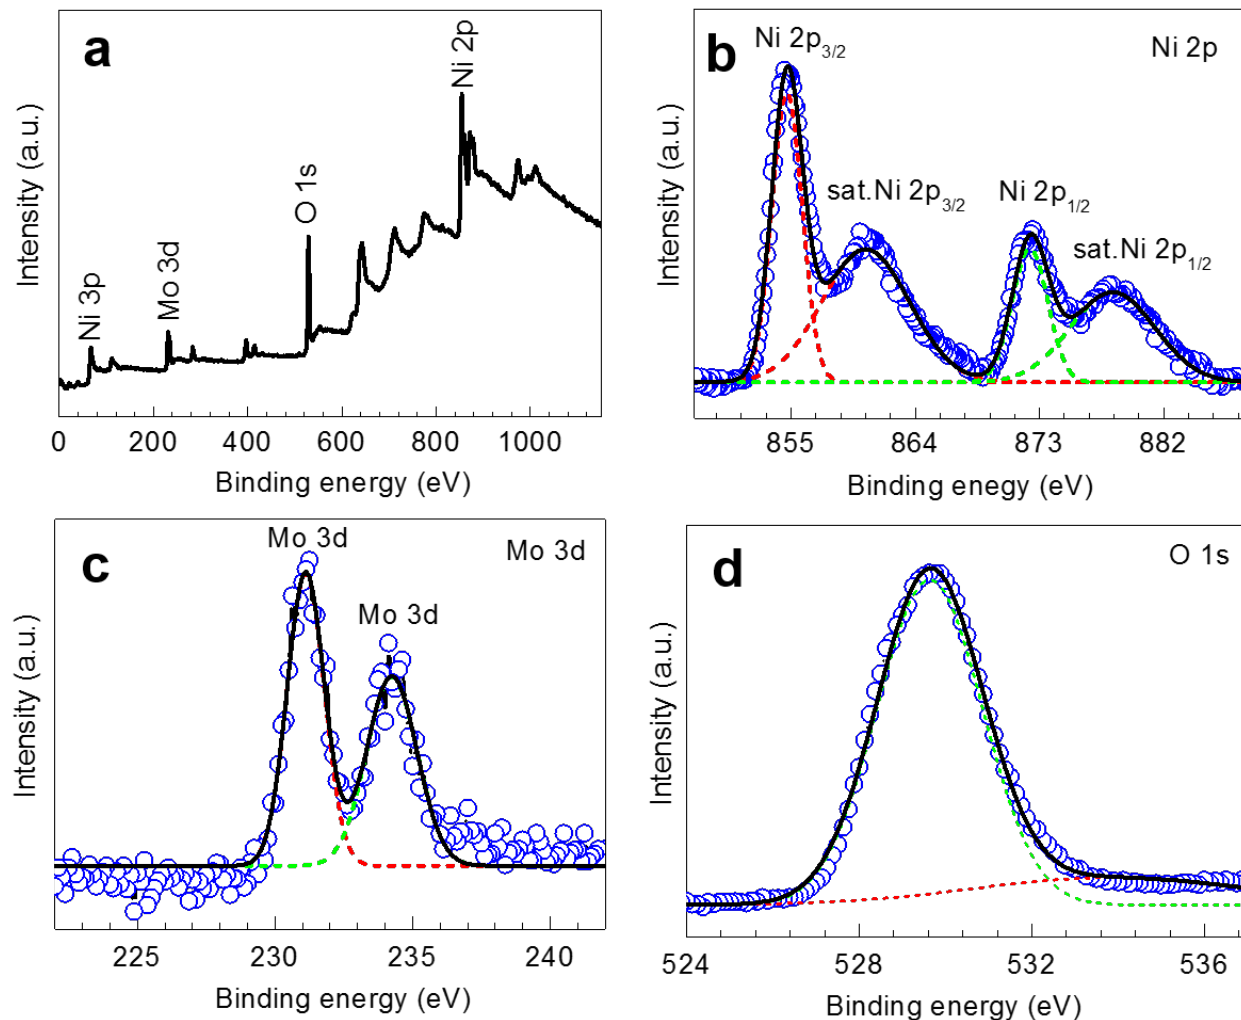 a
Ni 3p
Mo 3d
O 1s
Ni 2p
Intensity (a.u.)
0 200 400 600 800 1000
Binding energy (eV)
b
Ni 2p3/2
Ni 2p
sat.Ni 2p3/2
Ni 2p1/2
sat.Ni 2p1/2
Intensity (a.u.)
855 864 873 882
Binding enegy (eV)
c
Mo 3d
Mo 3d
Mo 3d
Intensity (a.u.)
225 230 235 240
Binding energy (eV)
d
O 1s
Intensity (a.u.)
524 528 532 536
Binding energy (eV)